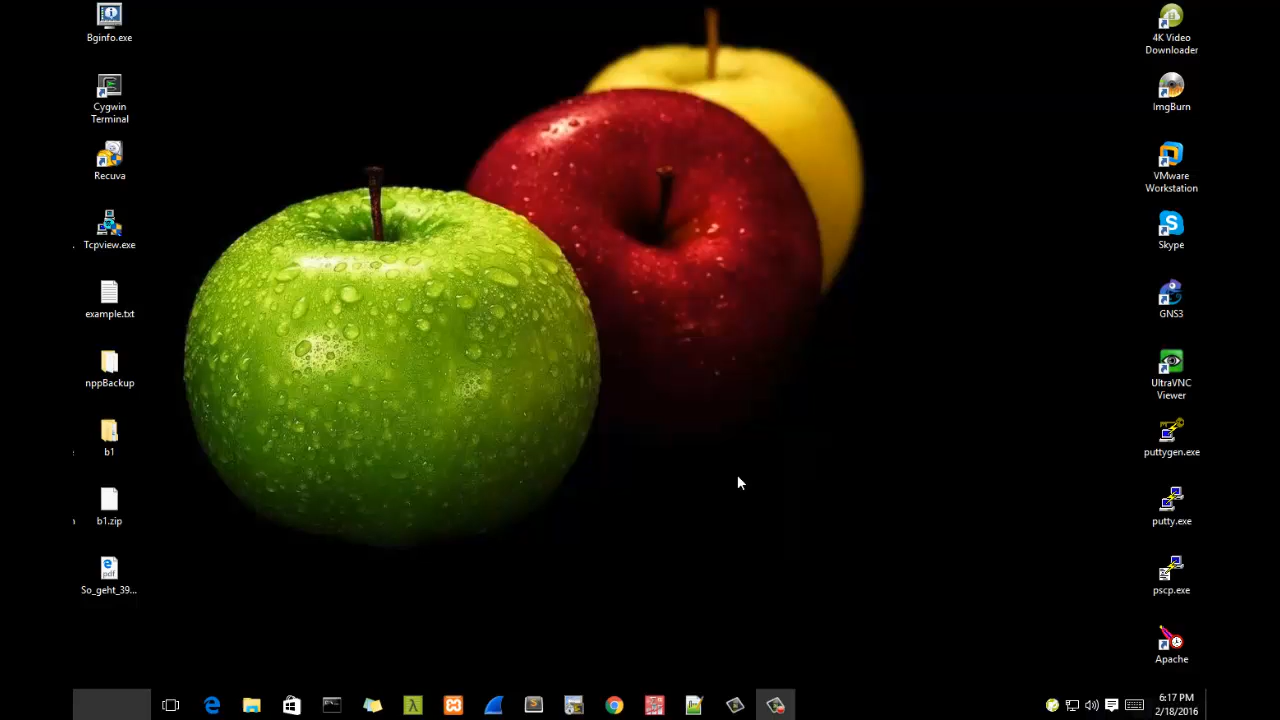 Bginfo.exe
Cygwin
Terminal
Recuva
Tcpview.exe
example.txt
nppBackup
b1
b1.zip
pdf
So_geht_39...
4K Video
Downloader
ImgBurn
VMware
Workstation
Skype
GNS3
UltraVNC
Viewer
puttygen.exe
putty.exe
pscp.exe
Apache
6:17 PM
2/18/2016